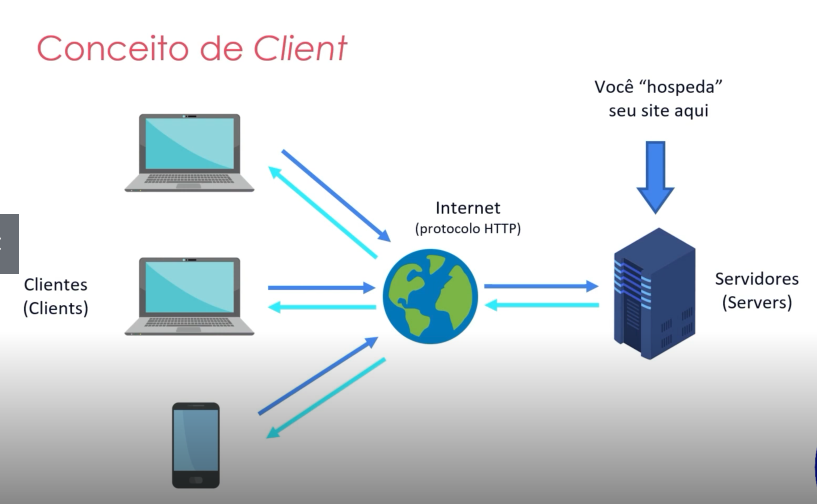 Conceito de Client
Você “hospeda”
seu site aqui
Internet
(protocolo HTTP)
Clientes
(Clients)
Servidores
(Servers)